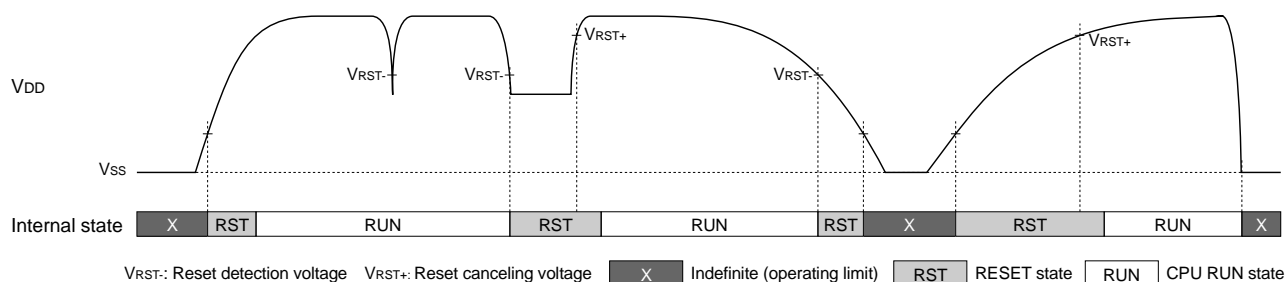 VRST+
VRST+
VRST-
VRST-
VRST-
VDD
VSS
Internal state X RST RUN RST RUN RST X RST RUN X
VRST-: Reset detection voltage VRST+: Reset canceling voltage X Indefinite (operating limit) RST RESET state RUN CPU RUN state